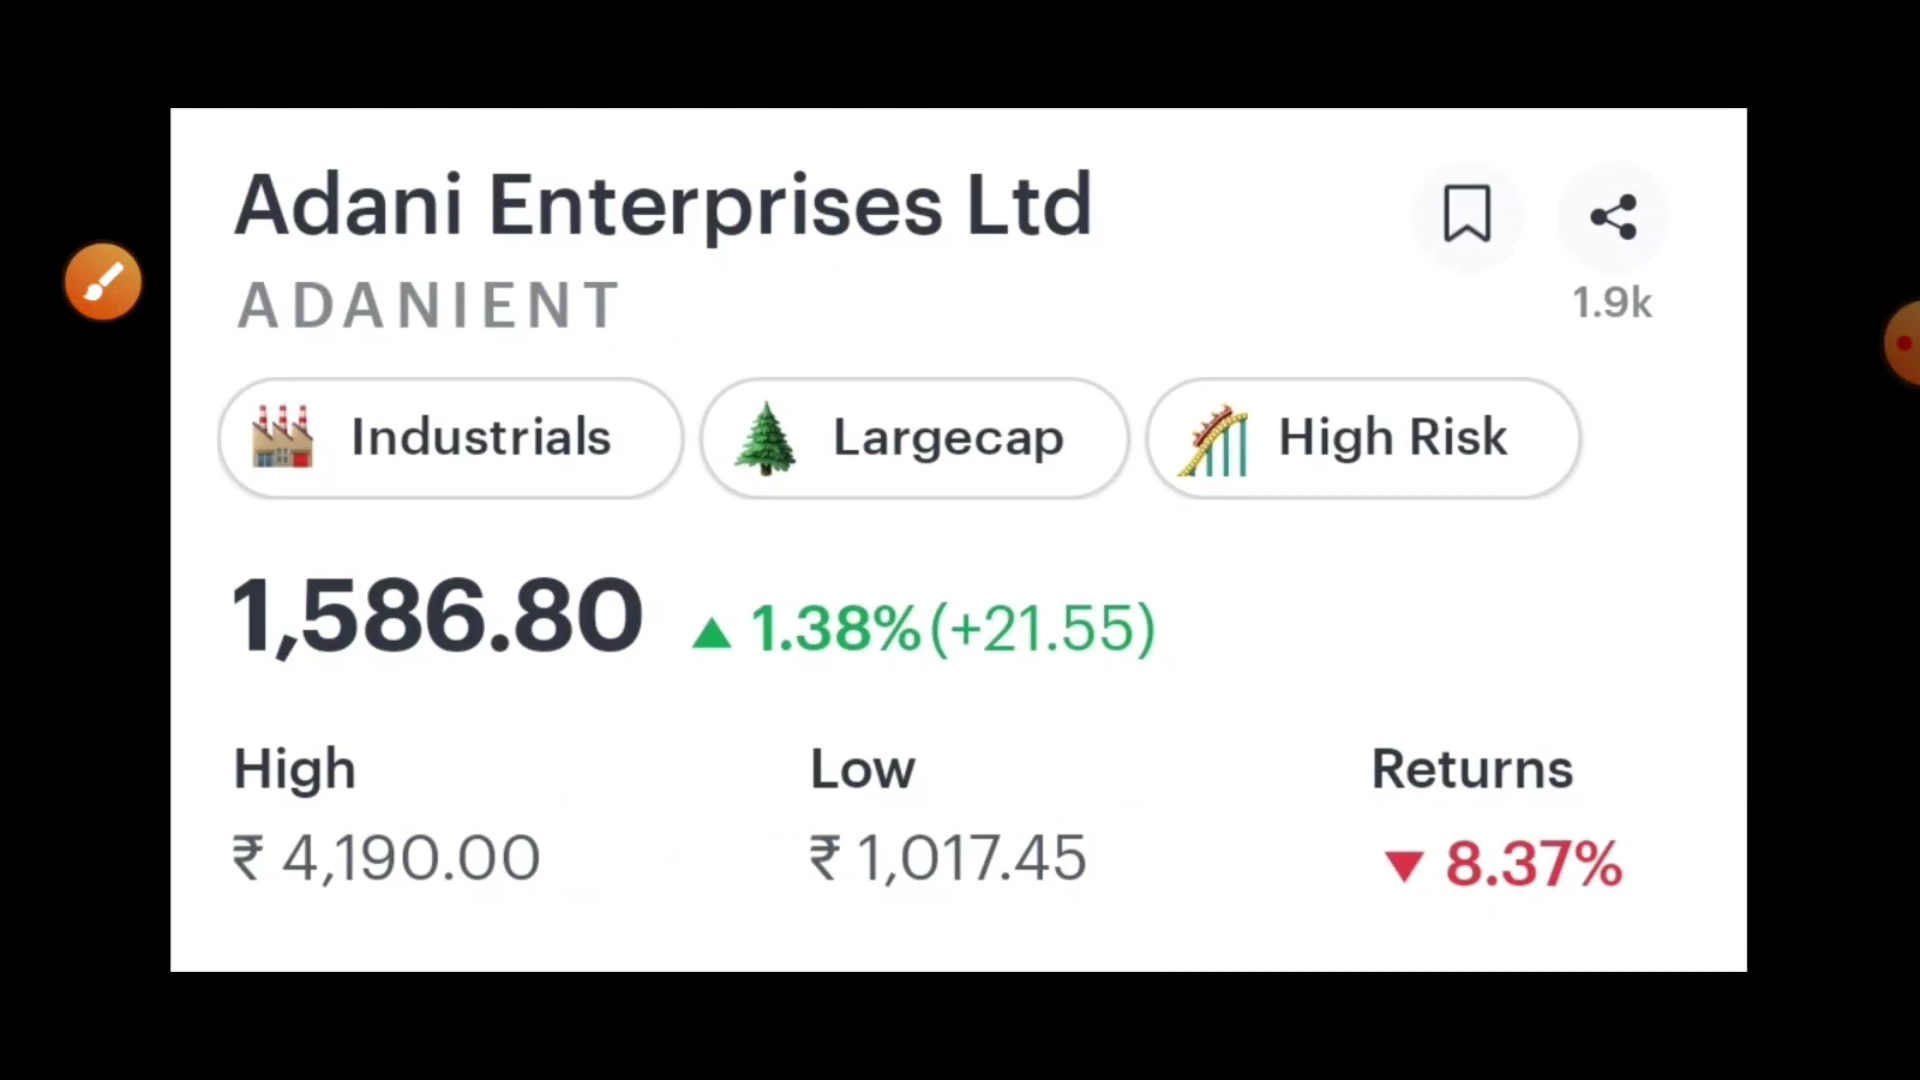 Adani Enterprises Ltd
ADANIENT
1.9k
Industrials Largecap High Risk
1,586.80 ▲ 1.38% (+21.55)
High Low Returns
₹ 4,190.00 ₹ 1,017.45 ▼ 8.37%